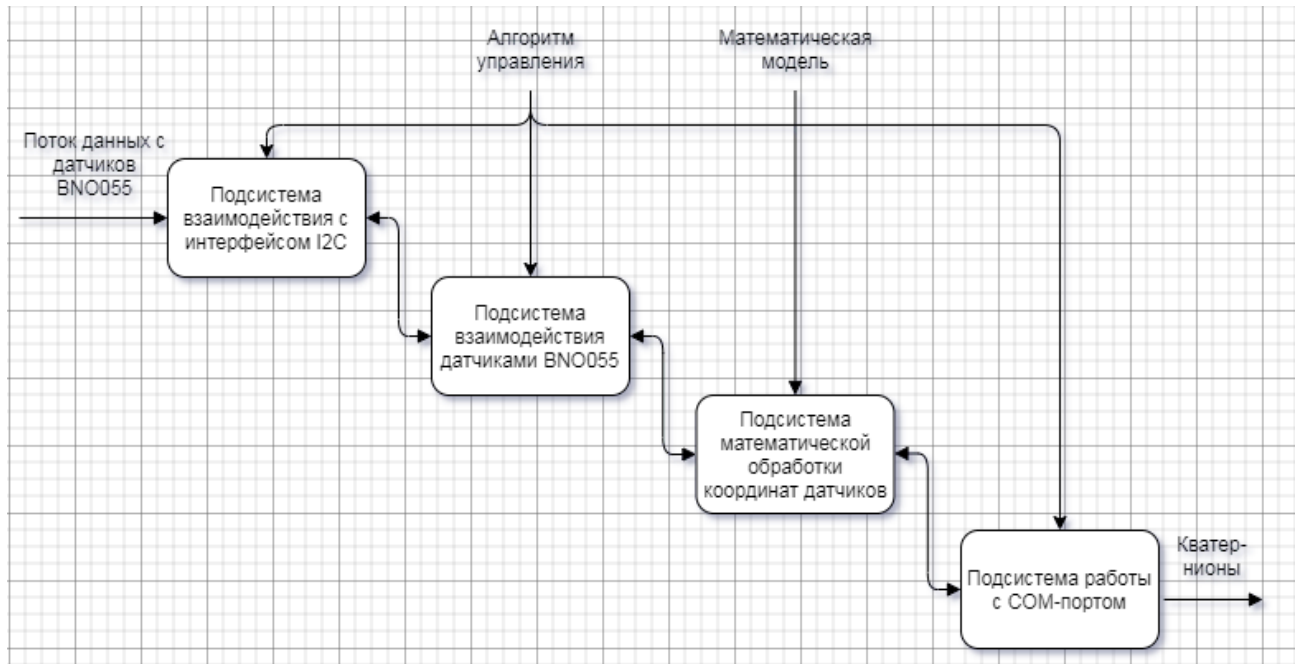 Алгоритм
управления
Математическая
модель
Поток данных с
датчиков
BNO055
Подсистема
взаимодействия с
интерфейсом I2C
Подсистема
взаимодействия
датчиками BNO055
Подсистема
математической
обработки
координат датчиков
Подсистема работы
с COM-портом
Кватер-
нионы